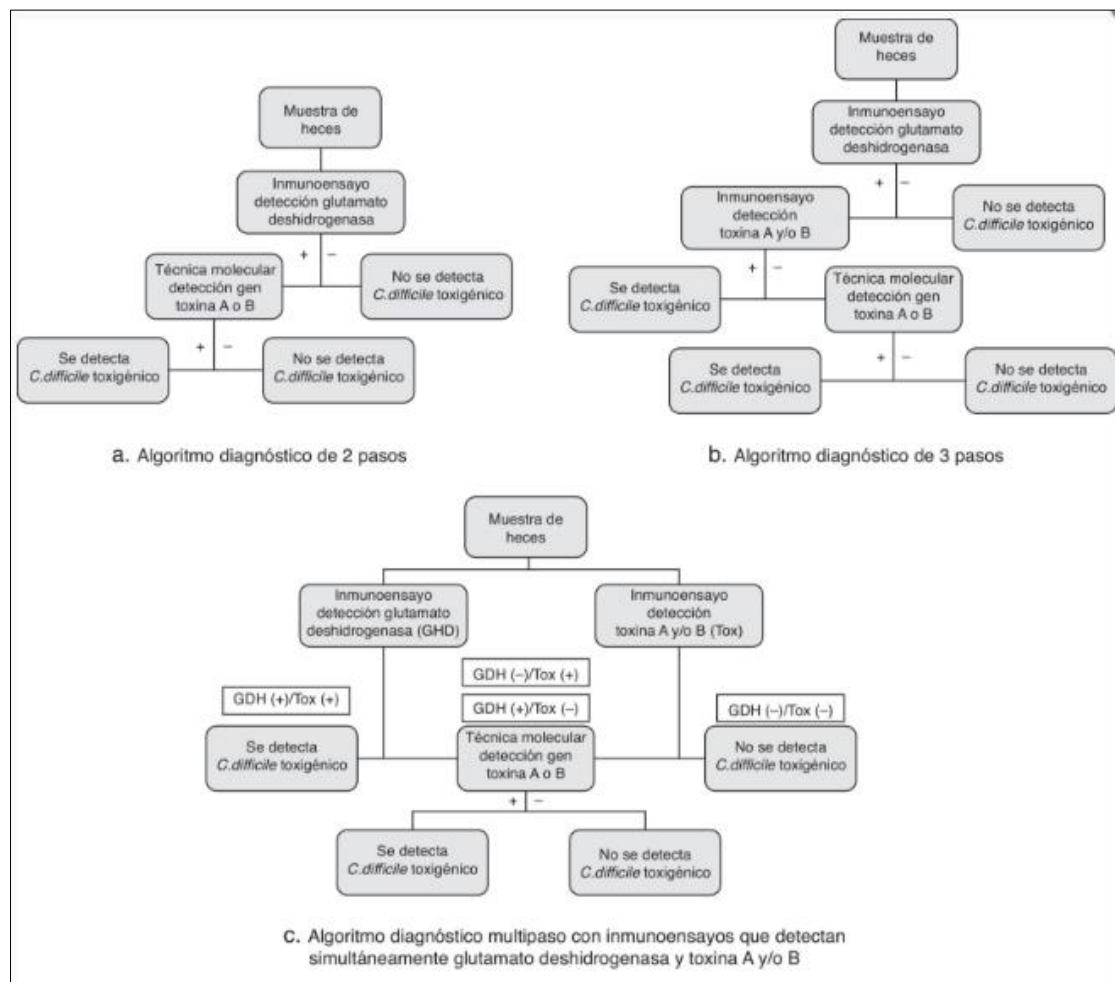 Muestra de
heces
Inmunoensayo
detección glutamato
deshidrogenasa
+ −
Técnica molecular
detección gen
toxina A o B
No se detecta
C.difficile toxigénico
+ −
Se detecta
C.difficile toxigénico
No se detecta
C.difficile toxigénico
a. Algoritmo diagnóstico de 2 pasos
Muestra de
heces
Inmunoensayo
detección glutamato
deshidrogenasa
+ −
Inmunoensayo
detección
toxina A y/o B
No se detecta
C.difficile toxigénico
+ −
Se detecta
C.difficile toxigénico
Técnica molecular
detección gen
toxina A o B
+ −
Se detecta
C.difficile toxigénico
No se detecta
C.difficile toxigénico
b. Algoritmo diagnóstico de 3 pasos
Muestra de
heces
Inmunoensayo
detección glutamato
deshidrogenasa (GHD)
Inmunoensayo
detección
toxina A y/o B (Tox)
GDH (+)/Tox (+)
GDH (−)/Tox (+)
GDH (+)/Tox (−)
GDH (−)/Tox (−)
Se detecta
C.difficile toxigénico
Técnica molecular
detección gen
toxina A o B
No se detecta
C.difficile toxigénico
+ −
Se detecta
C.difficile toxigénico
No se detecta
C.difficile toxigénico
c. Algoritmo diagnóstico multipaso con inmunoensayos que detectan
simultáneamente glutamato deshidrogenasa y toxina A y/o B